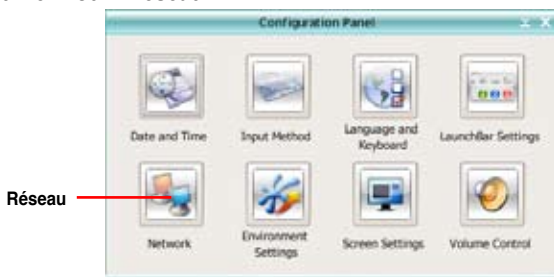 Configuration Panel
Date and Time
Input Method
Language and
Keyboard
LaunchBar Settings
Réseau
Network
Environment
Settings
Screen Settings
Volume Control